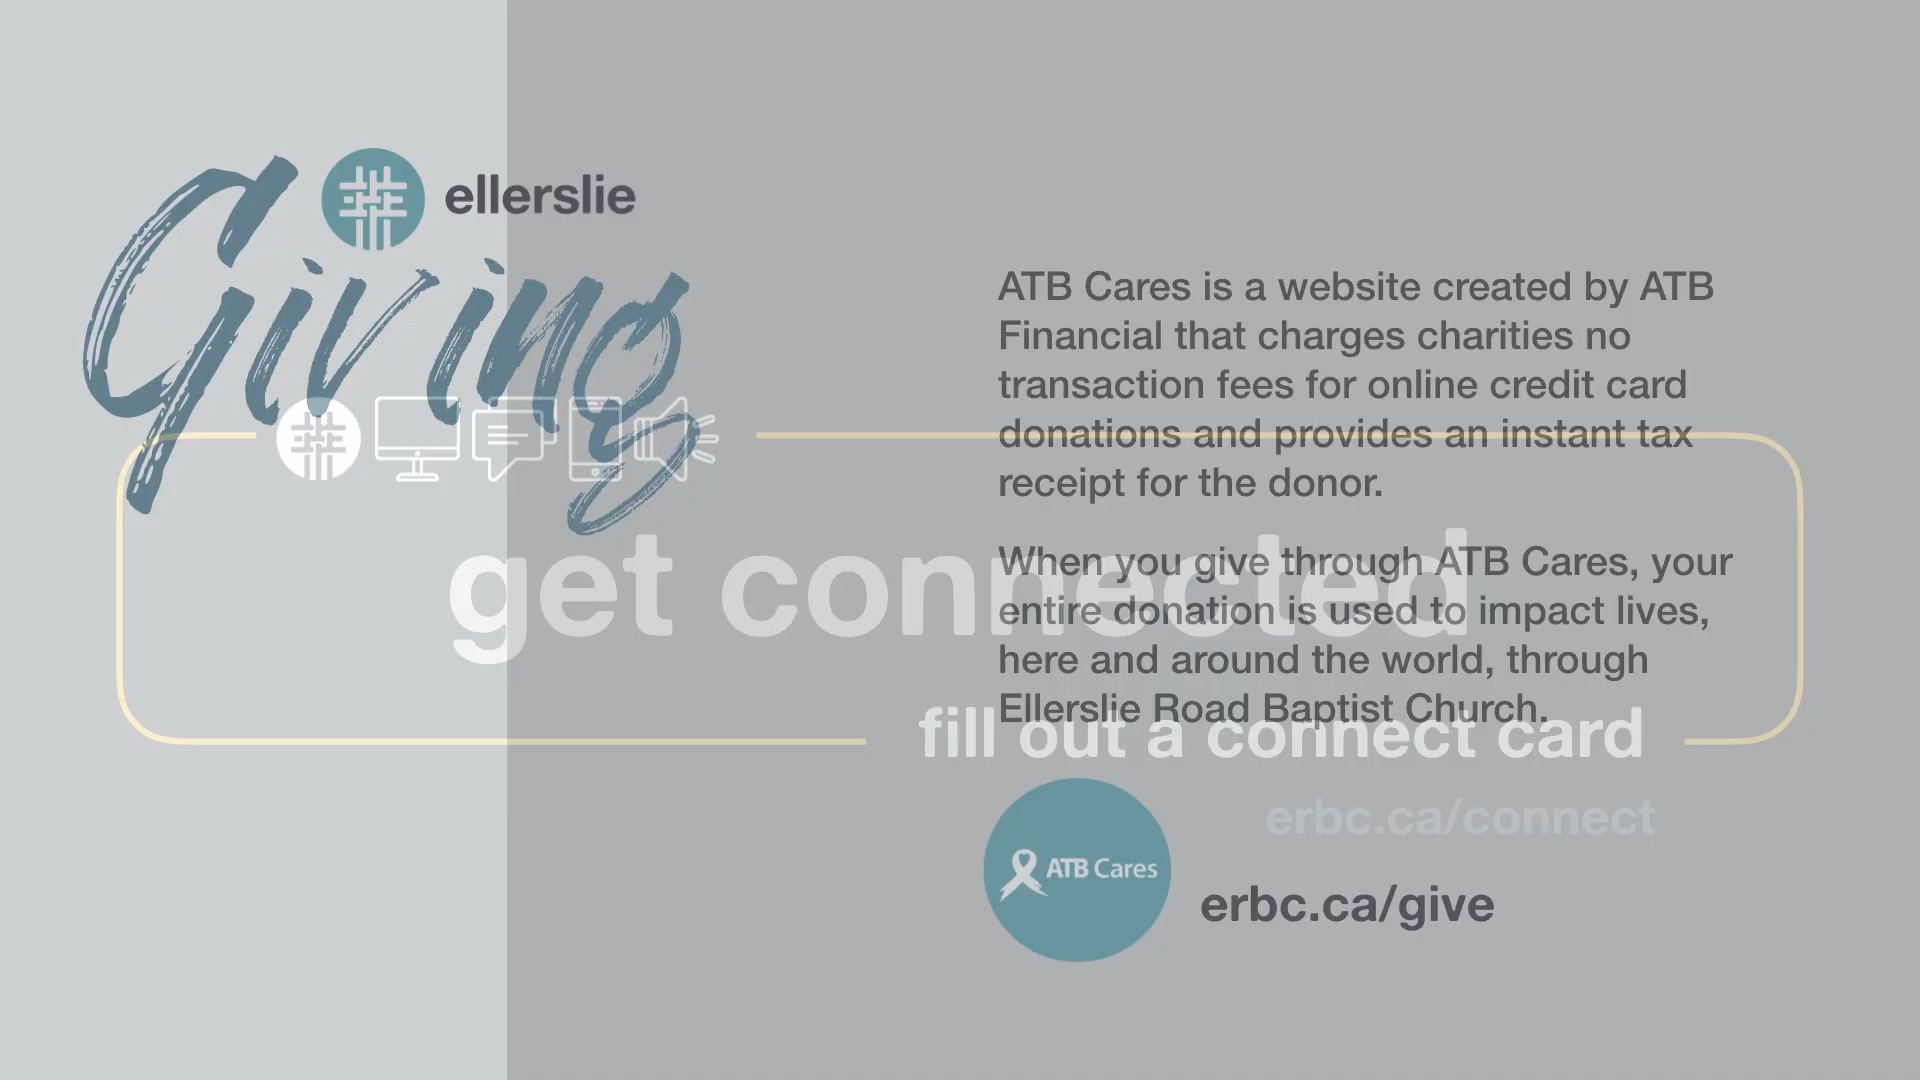 Giving
ellerslie
ATB Cares is a website created by ATB
Financial that charges charities no
transaction fees for online credit card
donations and provides an instant tax
receipt for the donor.
When you give through ATB Cares, your
entire donation is used to impact lives,
here and around the world, through
Ellerslie Road Baptist Church.
get connected
fill out a connect card
erbc.ca/connect
ATB Cares
erbc.ca/give